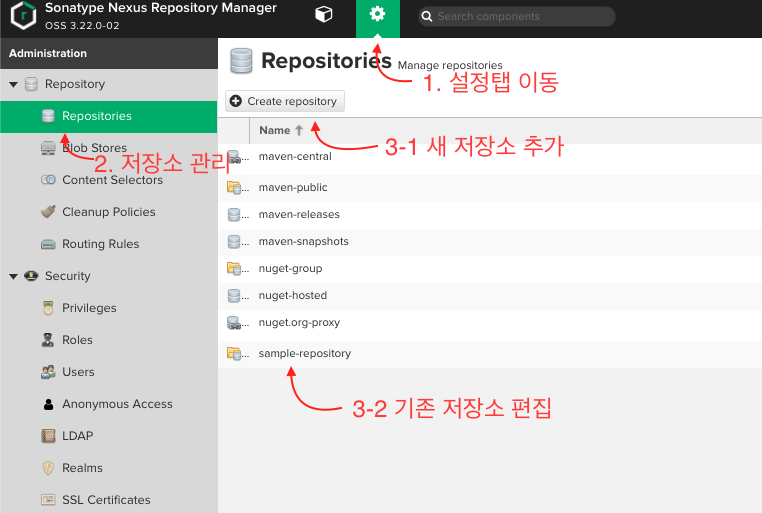 Sonatype Nexus Repository Manager
OSS 3.22.0-02
Search components
Administration
Repository
Repositories
Blob Stores
Content Selectors
Cleanup Policies
Routing Rules
Security
Privileges
Roles
Users
Anonymous Access
LDAP
Realms
SSL Certificates
Repositories Manage repositories
Create repository
Name
maven-central
maven-public
maven-releases
maven-snapshots
nuget-group
nuget-hosted
nuget.org-proxy
sample-repository
1. 설정탭 이동
2. 저장소 관리
3-1 새 저장소 추가
3-2 기존 저장소 편집